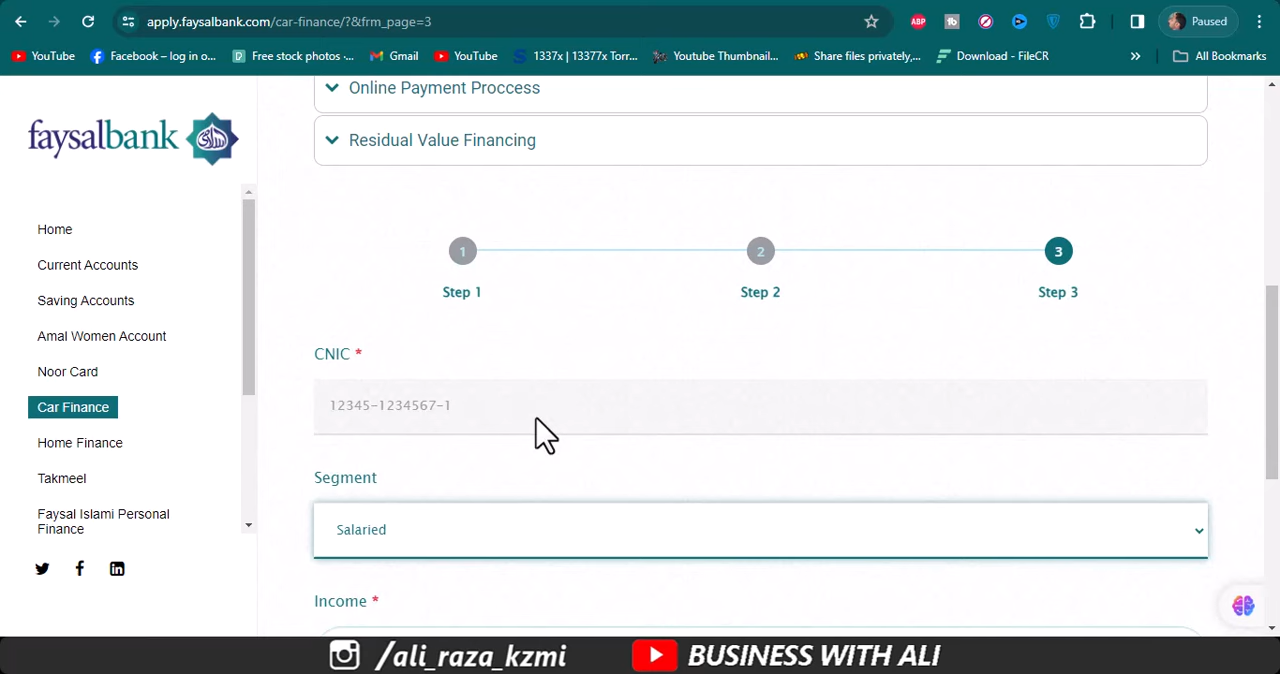 apply.faysalbank.com/car-finance/?&frm_page=3
ABP
tb
Paused
YouTube
Facebook – log in o...
Free stock photos -...
Gmail
YouTube
1337x | 13377x Torr...
Youtube Thumbnail...
Share files privately,...
Download - FileCR
»
All Bookmarks
faysalbank
Home
Current Accounts
Saving Accounts
Amal Women Account
Noor Card
Car Finance
Home Finance
Takmeel
Faysal Islami Personal
Finance
Online Payment Proccess
Residual Value Financing
1
2
3
Step 1
Step 2
Step 3
CNIC *
12345-1234567-1
Segment
Salaried
Income *
/ali_raza_kzmi
BUSINESS WITH ALI